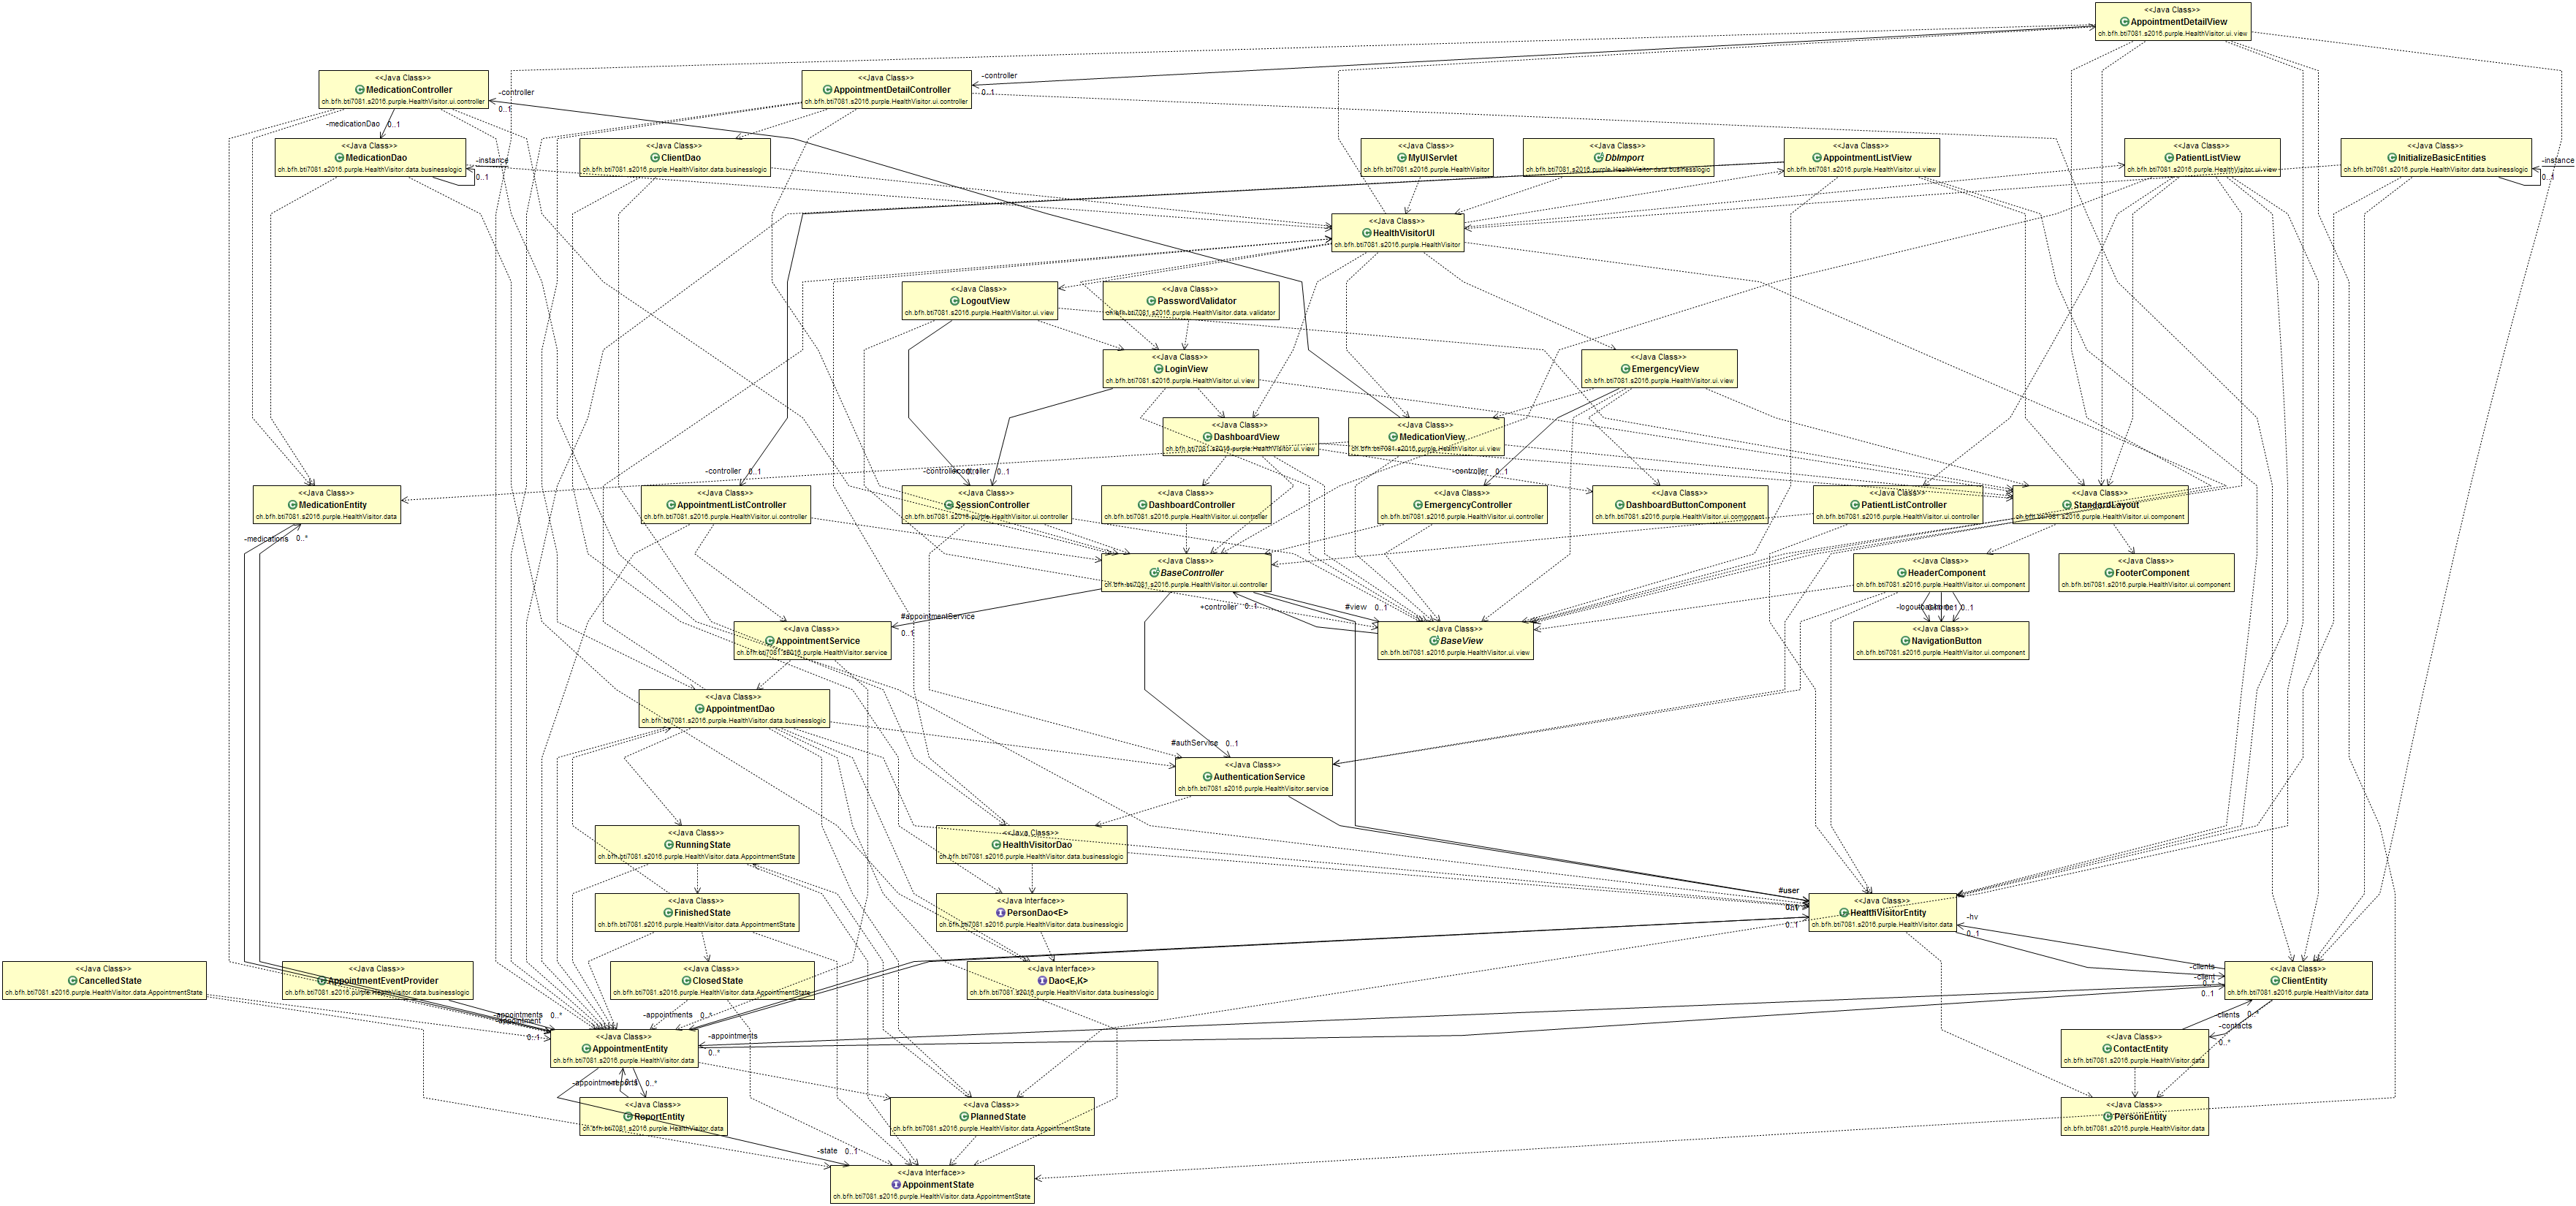 <<Java Class>>
AppointmentDetailView
ch.bfh.bti7081.s2016.purple.HealthVisitor.ui.view
<<Java Class>>
MedicationController
ch.bfh.bti7081.s2016.purple.HealthVisitor.ui.controller
<<Java Class>>
AppointmentDetailController
ch.bfh.bti7081.s2016.purple.HealthVisitor.ui.controller
-controller
0..1
-controller
0..1
-medicationDao 0..1
<<Java Class>>
MedicationDao
ch.bfh.bti7081.s2016.purple.HealthVisitor.data.businesslogic
-instance
0..1
<<Java Class>>
ClientDao
ch.bfh.bti7081.s2016.purple.HealthVisitor.data.businesslogic
<<Java Class>>
MyUIServlet
ch.bfh.bti7081.s2016.purple.HealthVisitor
<<Java Class>>
DbImport
ch.bfh.bti7081.s2016.purple.HealthVisitor.data.businesslogic
<<Java Class>>
AppointmentListView
ch.bfh.bti7081.s2016.purple.HealthVisitor.ui.view
<<Java Class>>
PatientListView
ch.bfh.bti7081.s2016.purple.HealthVisitor.ui.view
<<Java Class>>
InitializeBasicEntities
ch.bfh.bti7081.s2016.purple.HealthVisitor.data.businesslogic
-instance
0..1
<<Java Class>>
HealthVisitorUI
ch.bfh.bti7081.s2016.purple.HealthVisitor
<<Java Class>>
LogoutView
ch.bfh.bti7081.s2016.purple.HealthVisitor.ui.view
<<Java Class>>
PasswordValidator
ch.bfh.bti7081.s2016.purple.HealthVisitor.data.validator
<<Java Class>>
LoginView
ch.bfh.bti7081.s2016.purple.HealthVisitor.ui.view
<<Java Class>>
EmergencyView
ch.bfh.bti7081.s2016.purple.HealthVisitor.ui.view
<<Java Class>>
DashboardView
ch.bfh.bti7081.s2016.purple.HealthVisitor.ui.view
<<Java Class>>
MedicationView
ch.bfh.bti7081.s2016.purple.HealthVisitor.ui.view
-controller 0..1
-controller
0..1
-controller 0..1
<<Java Class>>
MedicationEntity
ch.bfh.bti7081.s2016.purple.HealthVisitor.data
<<Java Class>>
AppointmentListController
ch.bfh.bti7081.s2016.purple.HealthVisitor.ui.controller
<<Java Class>>
SessionController
ch.bfh.bti7081.s2016.purple.HealthVisitor.ui.controller
<<Java Class>>
DashboardController
ch.bfh.bti7081.s2016.purple.HealthVisitor.ui.controller
<<Java Class>>
EmergencyController
ch.bfh.bti7081.s2016.purple.HealthVisitor.ui.controller
<<Java Class>>
DashboardButtonComponent
ch.bfh.bti7081.s2016.purple.HealthVisitor.ui.component
<<Java Class>>
PatientListController
ch.bfh.bti7081.s2016.purple.HealthVisitor.ui.controller
<<Java Class>>
StandardLayout
ch.bfh.bti7081.s2016.purple.HealthVisitor.ui.component
-medications 0..*
<<Java Class>>
BaseController
ch.bfh.bti7081.s2016.purple.HealthVisitor.ui.controller
<<Java Class>>
HeaderComponent
ch.bfh.bti7081.s2016.purple.HealthVisitor.ui.component
<<Java Class>>
FooterComponent
ch.bfh.bti7081.s2016.purple.HealthVisitor.ui.component
#appointmentService
0..1
+controller 0..1
#view 0..1
0..1
<<Java Class>>
AppointmentService
ch.bfh.bti7081.s2016.purple.HealthVisitor.service
<<Java Class>>
BaseView
ch.bfh.bti7081.s2016.purple.HealthVisitor.ui.view
<<Java Class>>
NavigationButton
ch.bfh.bti7081.s2016.purple.HealthVisitor.ui.component
<<Java Class>>
AppointmentDao
ch.bfh.bti7081.s2016.purple.HealthVisitor.data.businesslogic
#authService 0..1
<<Java Class>>
AuthenticationService
ch.bfh.bti7081.s2016.purple.HealthVisitor.service
<<Java Class>>
RunningState
ch.bfh.bti7081.s2016.purple.HealthVisitor.data.AppointmentState
<<Java Class>>
HealthVisitorDao
ch.bfh.bti7081.s2016.purple.HealthVisitor.data.businesslogic
<<Java Class>>
FinishedState
ch.bfh.bti7081.s2016.purple.HealthVisitor.data.AppointmentState
<<Java Interface>>
PersonDao<E>
ch.bfh.bti7081.s2016.purple.HealthVisitor.data.businesslogic
#user
0..1
0..1
<<Java Class>>
HealthVisitorEntity
ch.bfh.bti7081.s2016.purple.HealthVisitor.data
-hv
0..1
<<Java Class>>
CancelledState
ch.bfh.bti7081.s2016.purple.HealthVisitor.data.AppointmentState
<<Java Class>>
AppointmentEventProvider
ch.bfh.bti7081.s2016.purple.HealthVisitor.data.businesslogic
<<Java Class>>
ClosedState
ch.bfh.bti7081.s2016.purple.HealthVisitor.data.AppointmentState
<<Java Interface>>
Dao<E,K>
ch.bfh.bti7081.s2016.purple.HealthVisitor.data.businesslogic
-clients
-client
0..*
0..1
<<Java Class>>
ClientEntity
ch.bfh.bti7081.s2016.purple.HealthVisitor.data
-appointments 0..*
-appointment
0..1
-appointments 0..*
-appointments
0..*
-clients 0..*
-contacts
0..*
<<Java Class>>
AppointmentEntity
ch.bfh.bti7081.s2016.purple.HealthVisitor.data
<<Java Class>>
ContactEntity
ch.bfh.bti7081.s2016.purple.HealthVisitor.data
-appointment
-reports
0..1
0..*
<<Java Class>>
ReportEntity
ch.bfh.bti7081.s2016.purple.HealthVisitor.data
<<Java Class>>
PlannedState
ch.bfh.bti7081.s2016.purple.HealthVisitor.data.AppointmentState
<<Java Class>>
PersonEntity
ch.bfh.bti7081.s2016.purple.HealthVisitor.data
-state 0..1
<<Java Interface>>
AppoinmentState
ch.bfh.bti7081.s2016.purple.HealthVisitor.data.AppointmentState